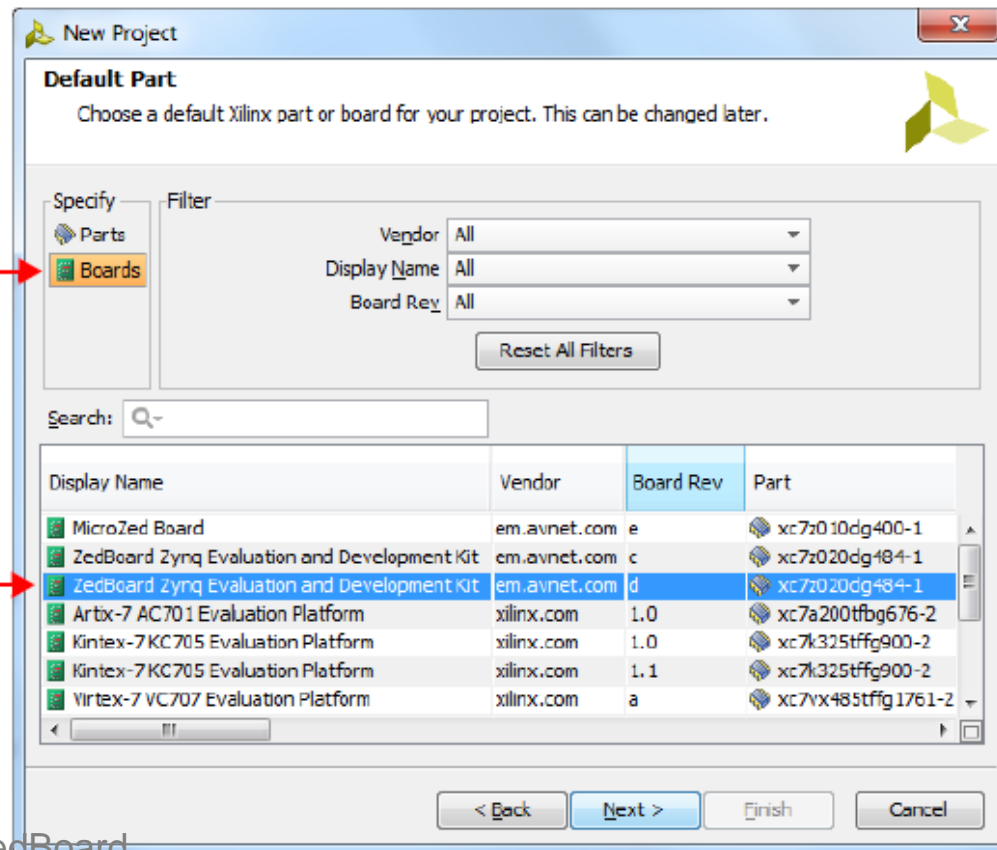 New Project
Default Part
Choose a default Xilinx part or board for your project. This can be changed later.
Specify
Filter
Parts
Vendor All
Boards
Display Name All
Board Rev All
Reset All Filters
Search:
Display Name Vendor Board Rev Part
MicroZed Board em.avnet.com e xc7z010clg400-1
ZedBoard Zynq Evaluation and Development Kit em.avnet.com c xc7z020clg484-1
ZedBoard Zynq Evaluation and Development Kit em.avnet.com d xc7z020clg484-1
Artix-7 AC701 Evaluation Platform xilinx.com 1.0 xc7a200tfbg676-2
Kintex-7 KC705 Evaluation Platform xilinx.com 1.0 xc7k325tffg900-2
Kintex-7 KC705 Evaluation Platform xilinx.com 1.1 xc7k325tffg900-2
Virtex-7 VC707 Evaluation Platform xilinx.com a xc7vx485tffg1761-2
< Back Next > Finish Cancel